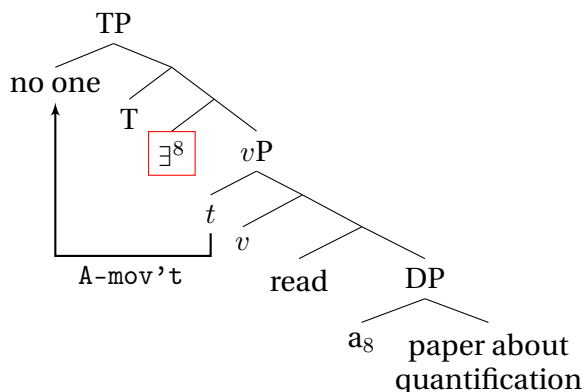 TP
no one
T
∃⁸
vP
t
v
A-mov't
read
DP
a₈
paper about
quantification